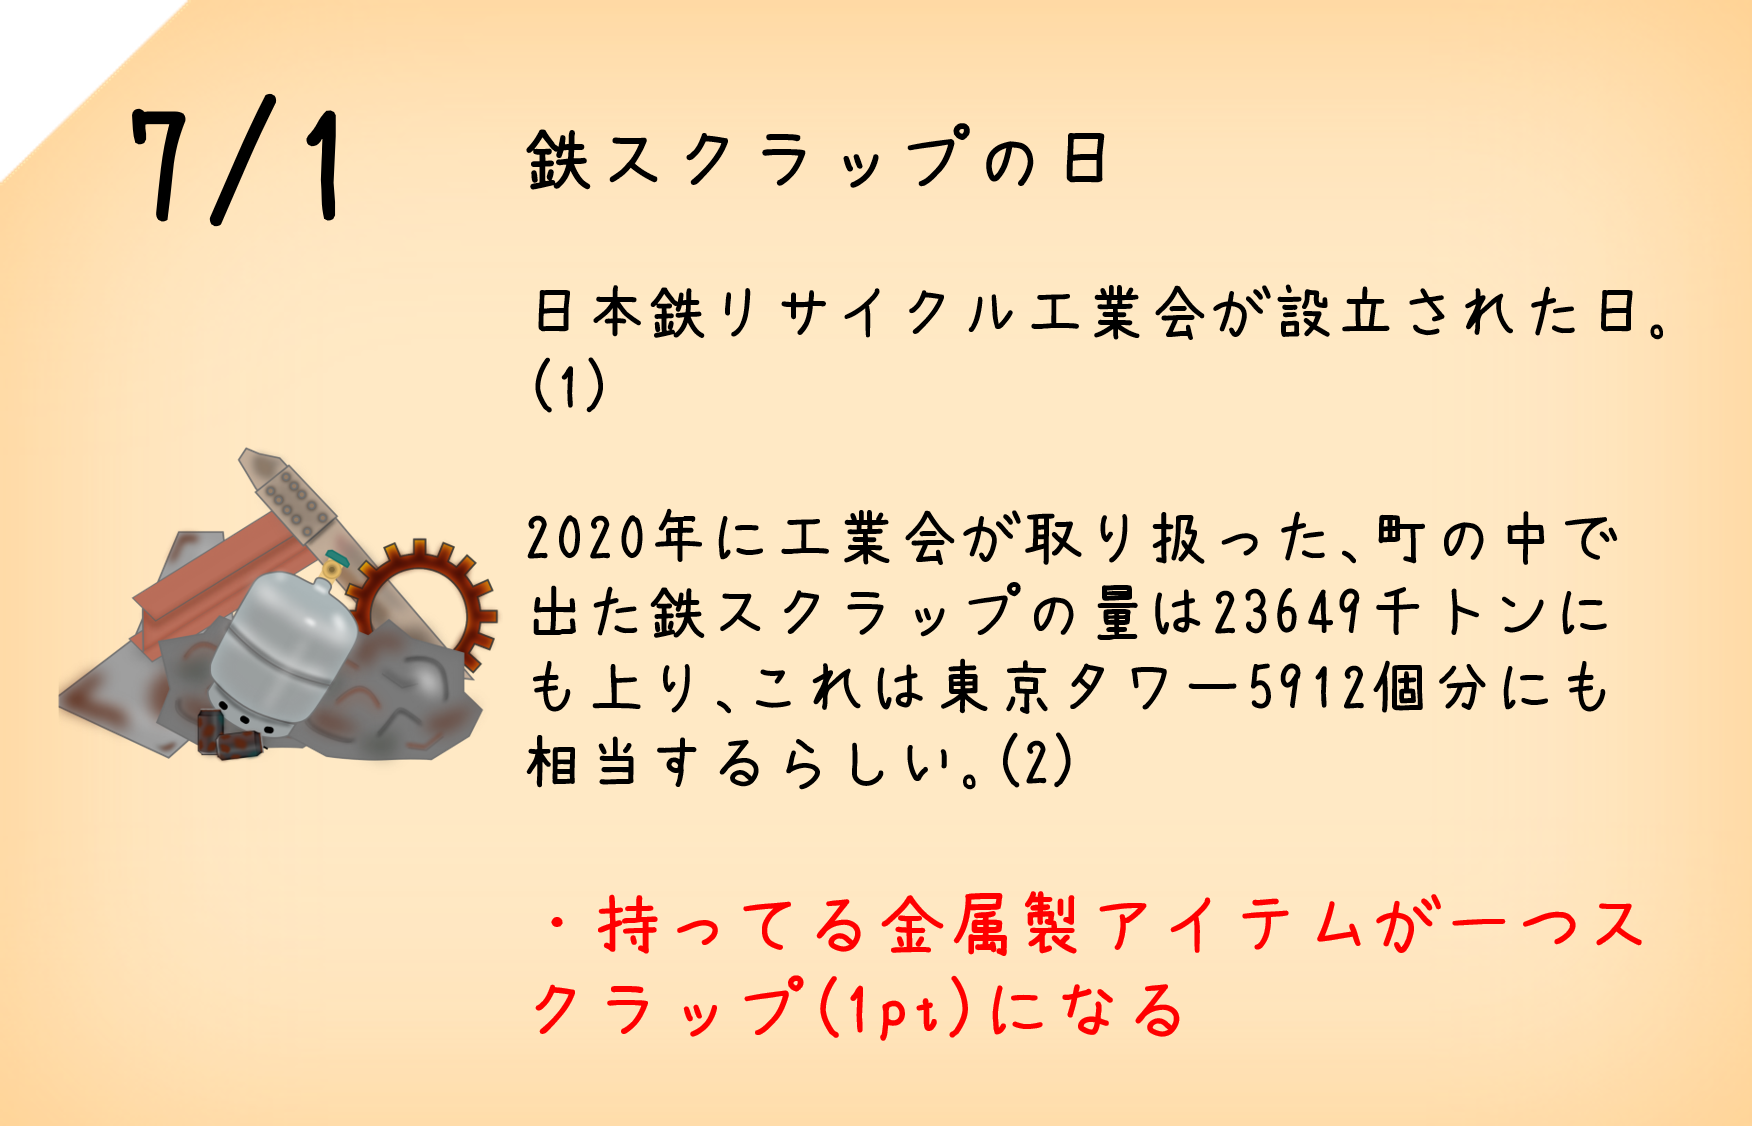 7/1
鉄スクラップの日
日本鉄リサイクル工業会が設立された日。
(1)
2020年に工業会が取り扱った、町の中で
出た鉄スクラップの量は23649千トンに
も上り、これは東京タワー5912個分にも
相当するらしい。(2)
・持ってる金属製アイテムが一つス
クラップ(1pt)になる